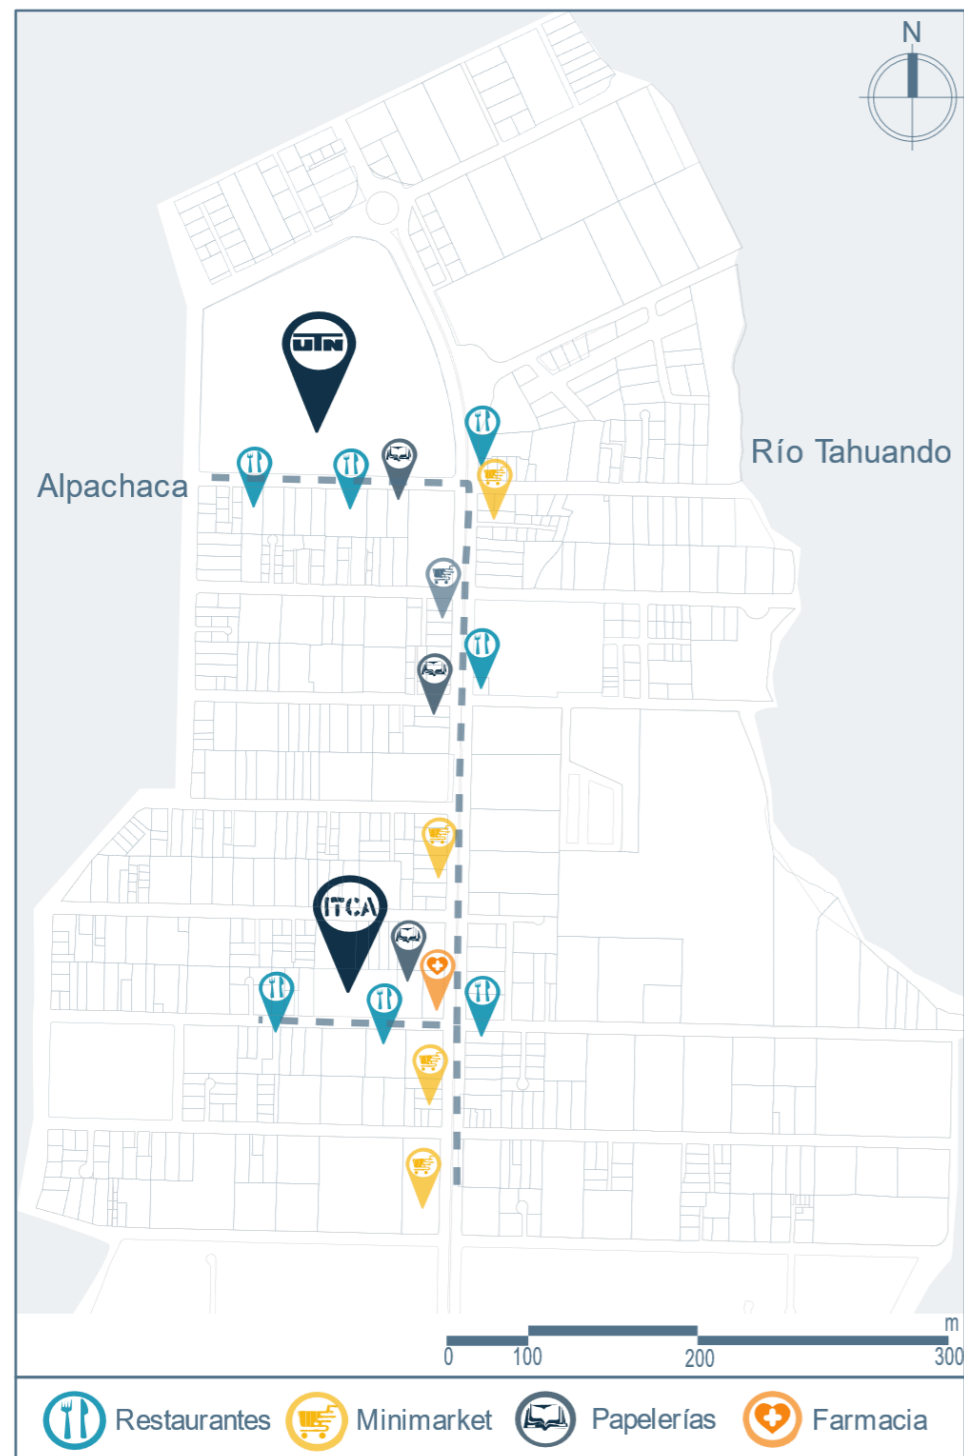 N
UTN
Alpachaca
Río Tahuando
ITCA
m
0 100 200 300
Restaurantes Minimarket Papelerías Farmacia